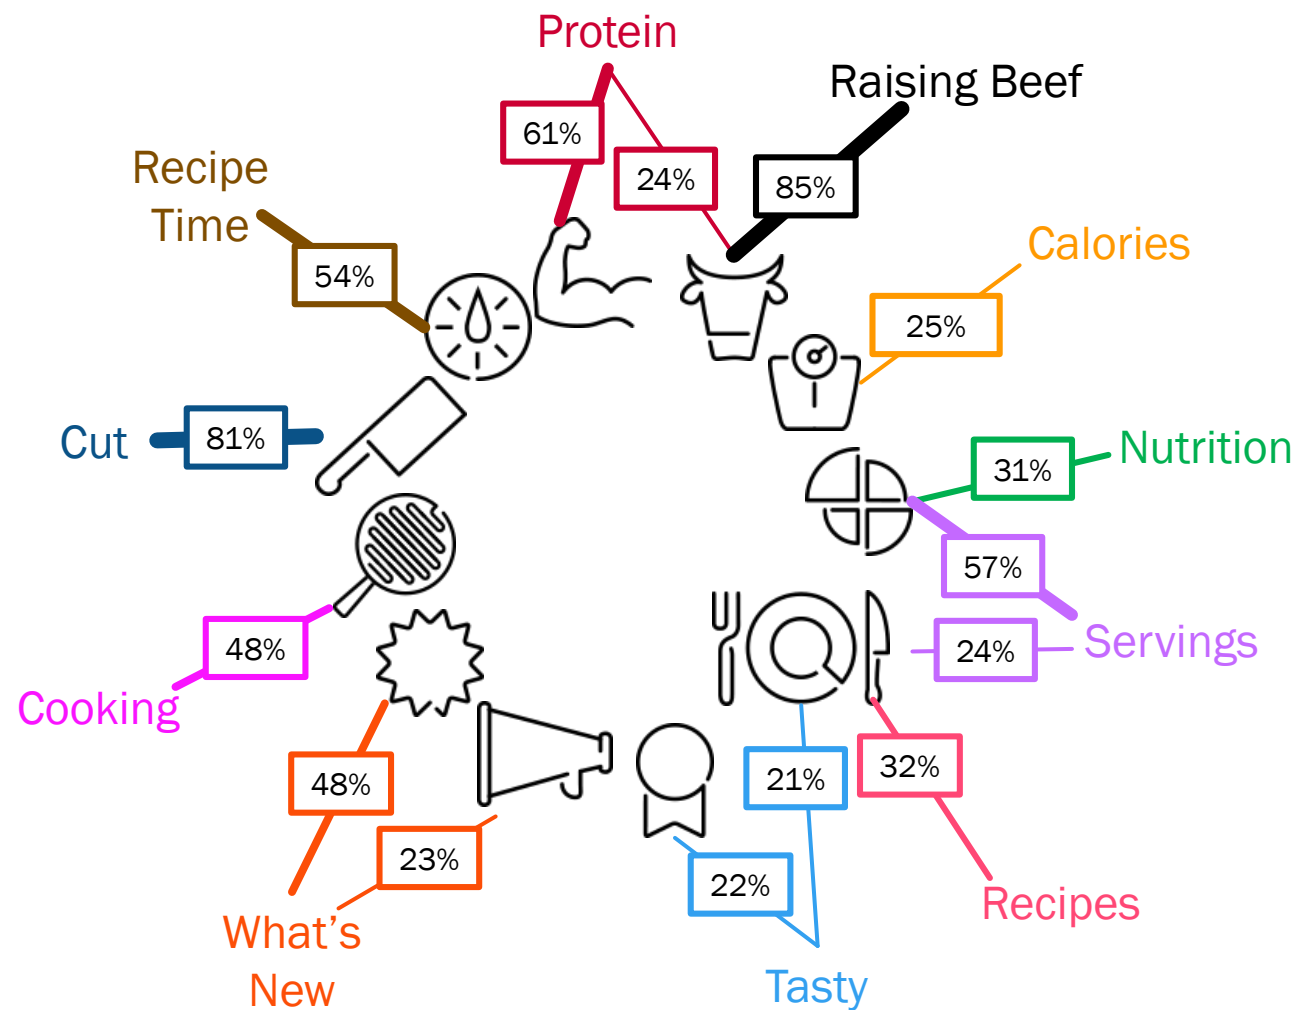 Protein
Raising Beef
61%
Recipe
Time
24%
85%
Calories
54%
25%
Cut
81%
Nutrition
31%
57%
Servings
24%
48%
Cooking
48%
21%
32%
23%
22%
Recipes
What's
New
Tasty